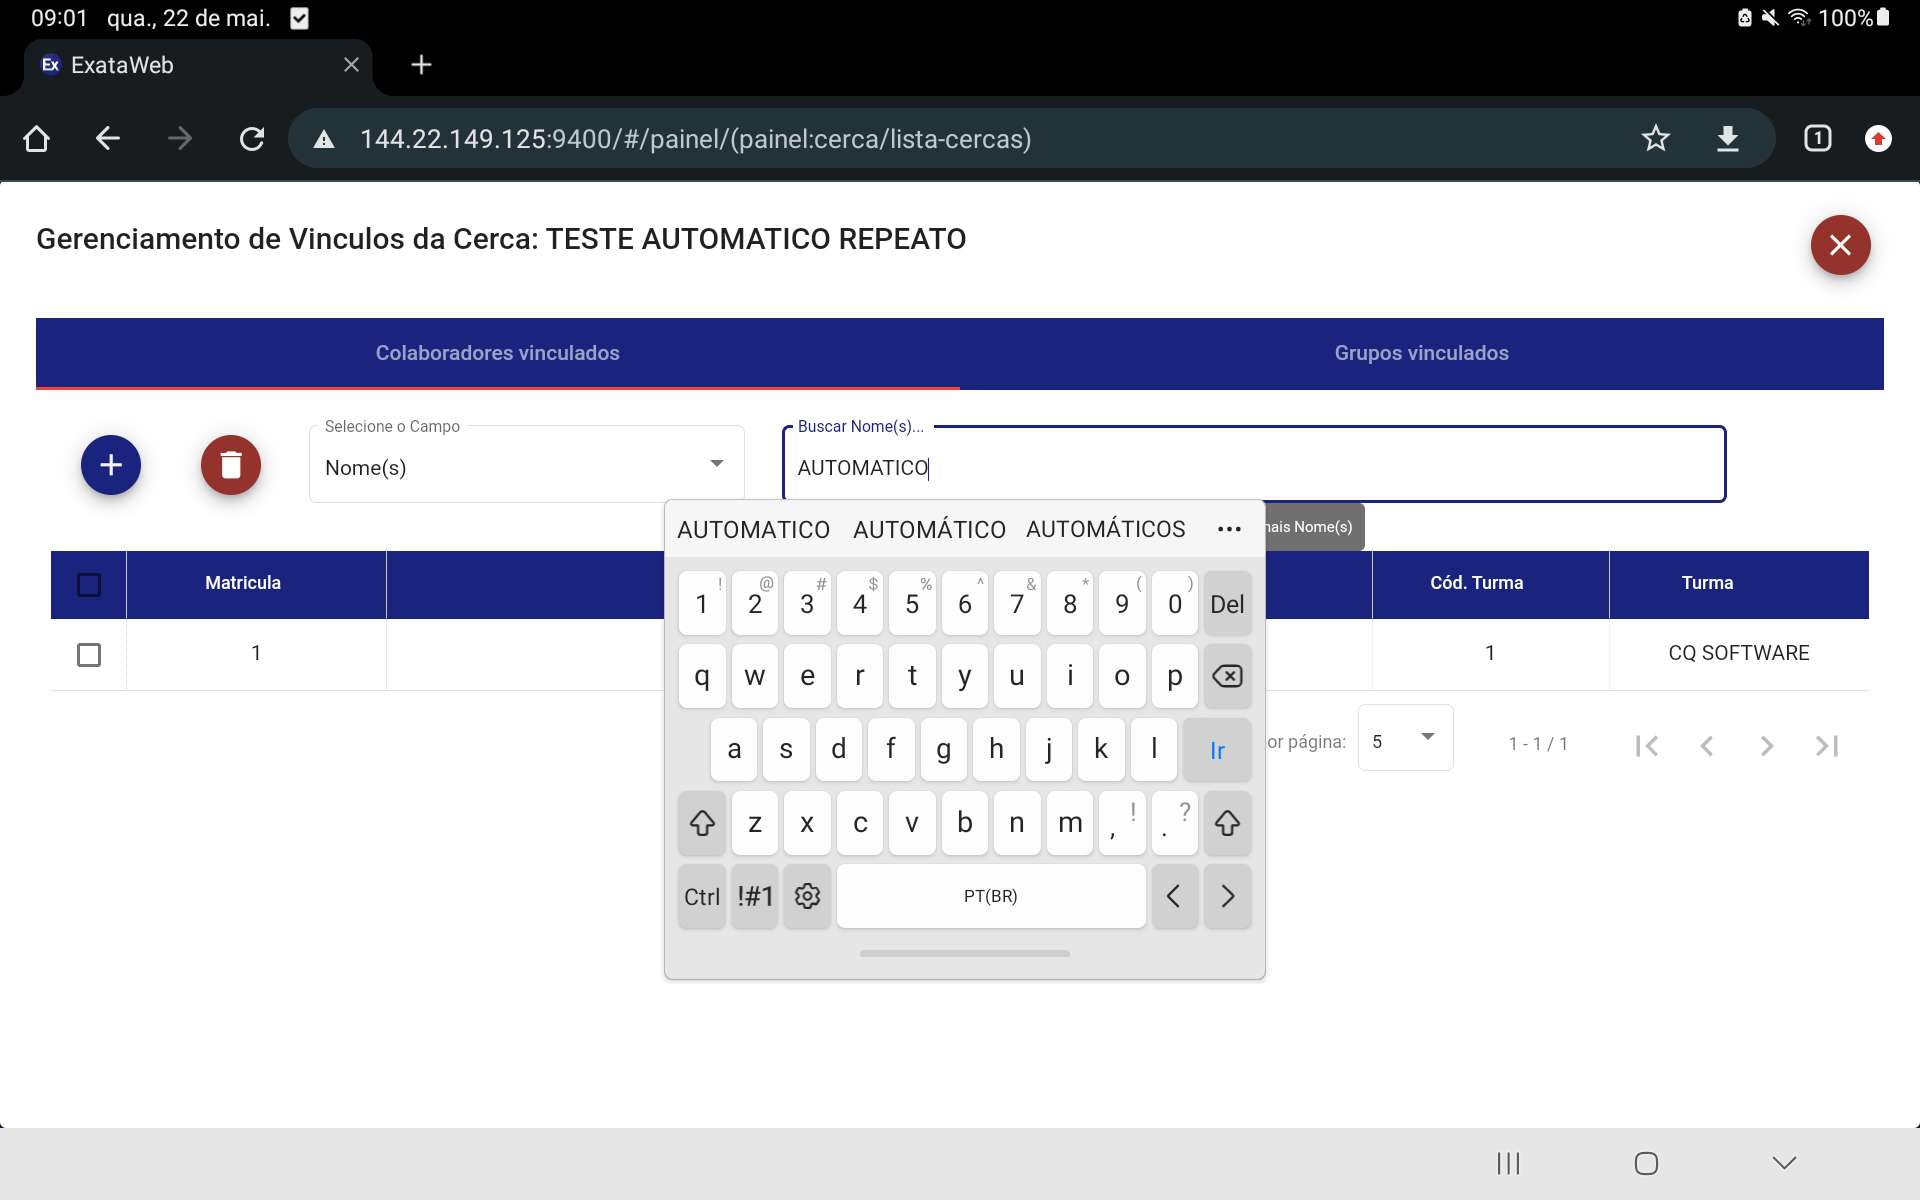 09:01 qua., 22 de mai. 100%
Ex ExataWeb
144.22.149.125:9400/#/painel/(painel:cerca/lista-cercas) 1
Gerenciamento de Vinculos da Cerca: TESTE AUTOMATICO REPEATO
Colaboradores vinculados Grupos vinculados
Selecione o Campo Buscar Nome(s)...
Nome(s) AUTOMATICO
AUTOMATICO AUTOMÁTICO AUTOMÁTICOS ... Nome(s)
Matricula Cód. Turma Turma
1 1 CQ SOFTWARE
or página: 5 1 - 1 / 1
! @ # $ % ^ & * ( )
1 2 3 4 5 6 7 8 9 0 Del
q w e r t y u i o p
a s d f g h j k l Ir
z x c v b n m , ! . ?
Ctrl !#1 PT(BR) < >